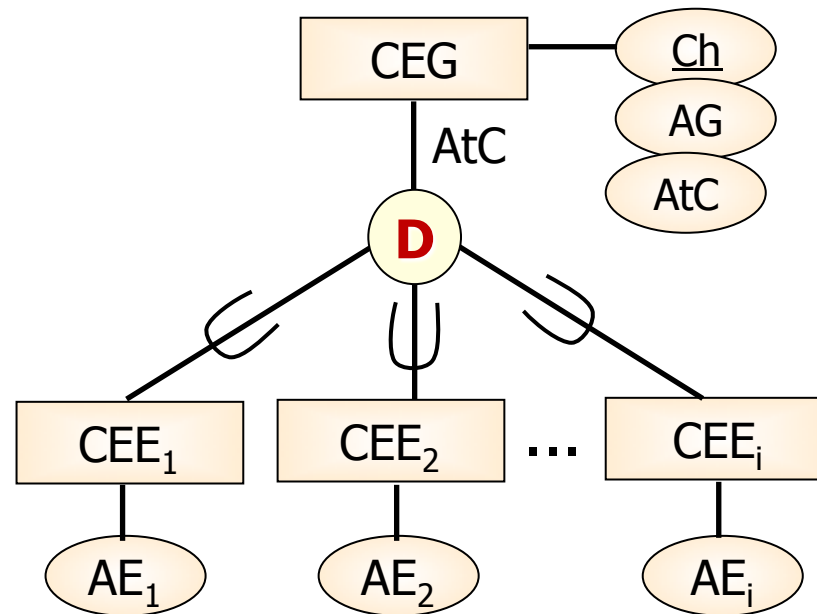 CEG
Ch
AG
AtC
AtC
D
CEE₁
CEE₂
...
CEEᵢ
AE₁
AE₂
AEᵢ